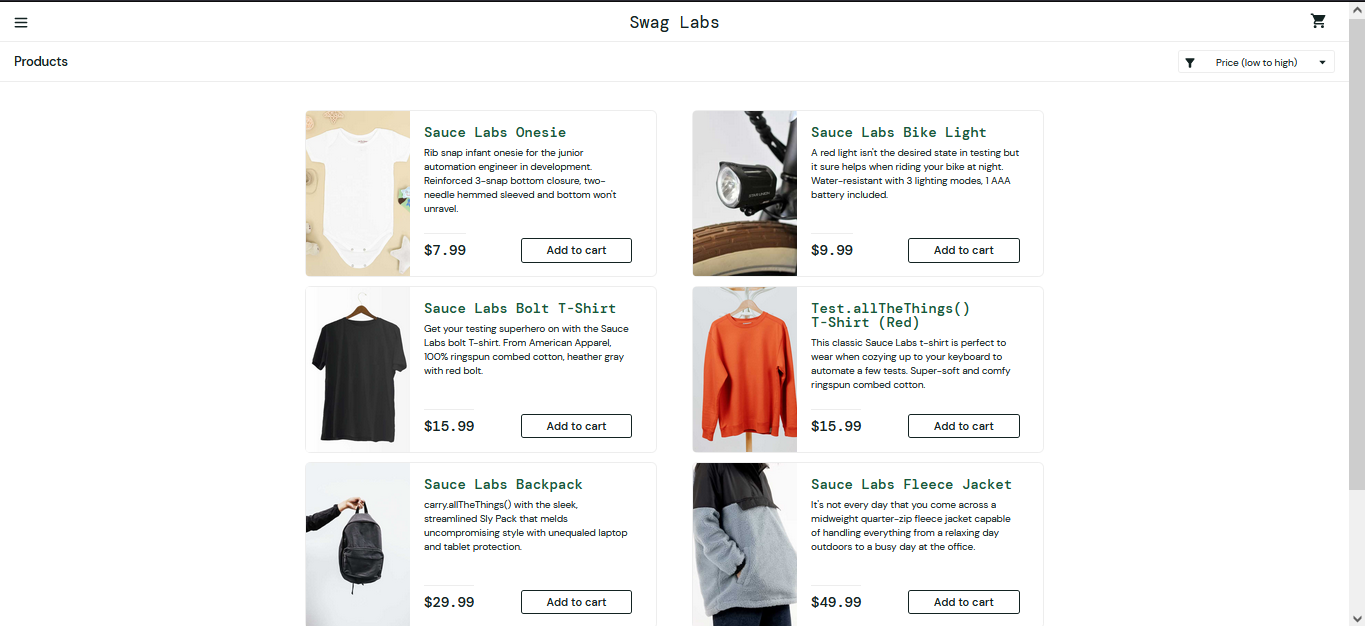 Swag Labs
Products
Price (low to high)
Sauce Labs Onesie
Rib snap infant onesie for the junior
automation engineer in development.
Reinforced 3-snap bottom closure, two-
needle hemmed sleeved and bottom won't
unravel.
$7.99
Add to cart
Sauce Labs Bike Light
A red light isn't the desired state in testing but
it sure helps when riding your bike at night.
Water-resistant with 3 lighting modes, 1 AAA
battery included.
$9.99
Add to cart
Sauce Labs Bolt T-Shirt
Get your testing superhero on with the Sauce
Labs bolt T-shirt. From American Apparel,
100% ringspun combed cotton, heather gray
with red bolt.
$15.99
Add to cart
Test.allTheThings()
T-Shirt (Red)
This classic Sauce Labs t-shirt is perfect to
wear when cozying up to your keyboard to
automate a few tests. Super-soft and comfy
ringspun combed cotton.
$15.99
Add to cart
Sauce Labs Backpack
carry.allTheThings() with the sleek,
streamlined Sly Pack that melds
uncompromising style with unequaled laptop
and tablet protection.
$29.99
Add to cart
Sauce Labs Fleece Jacket
It's not every day that you come across a
midweight quarter-zip fleece jacket capable
of handling everything from a relaxing day
outdoors to a busy day at the office.
$49.99
Add to cart